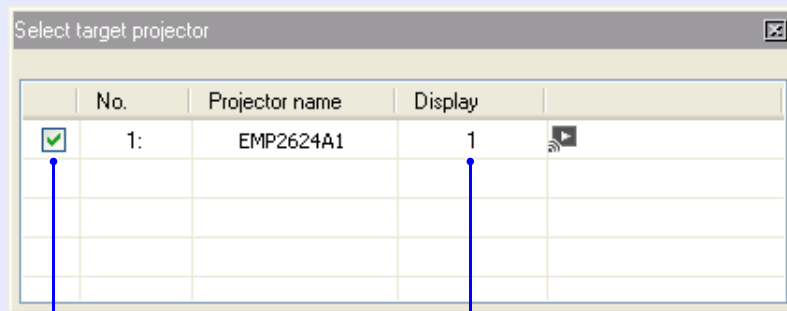 Select target projector
No. Projector name Display
1: EMP2624A1 1